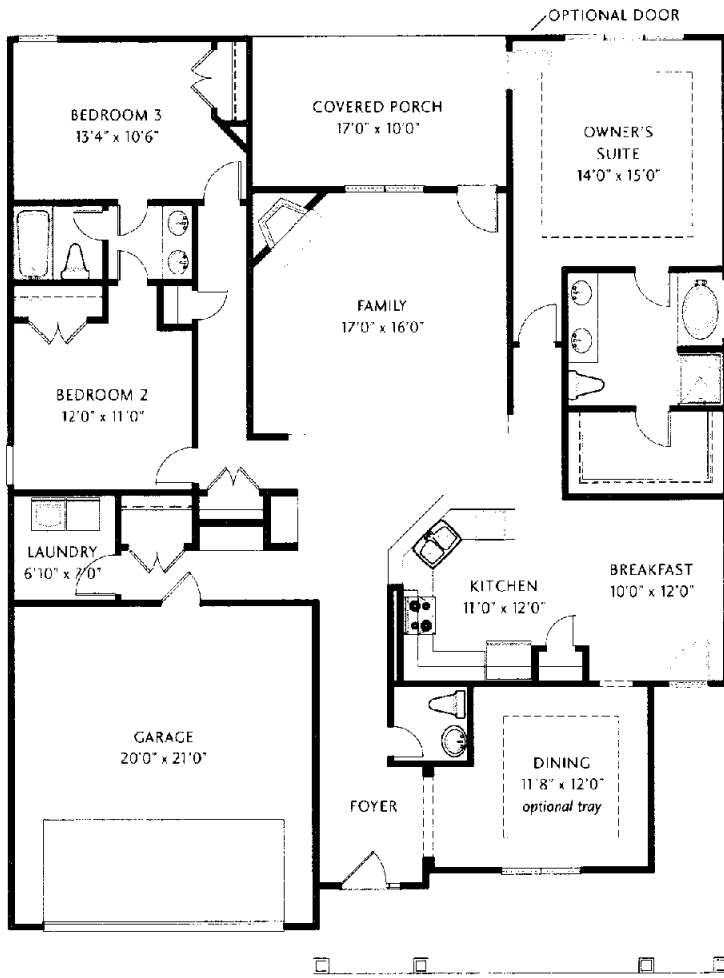 OPTIONAL DOOR
BEDROOM 3
13'4" x 10'6"
COVERED PORCH
17'0" x 10'0"
OWNER'S
SUITE
14'0" x 15'0"
FAMILY
17'0" x 16'0"
BEDROOM 2
12'0" x 11'0"
LAUNDRY
6'10" x 7'0"
KITCHEN
11'0" x 12'0"
BREAKFAST
10'0" x 12'0"
GARAGE
20'0" x 21'0"
DINING
11'8" x 12'0"
optional tray
FOYER